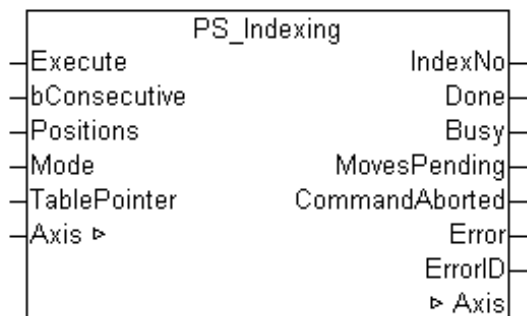 PS_Indexing
Execute IndexNo
bConsecutive Done
Positions Busy
Mode MovesPending
TablePointer CommandAborted
Axis ▹ Error
ErrorID
▹ Axis